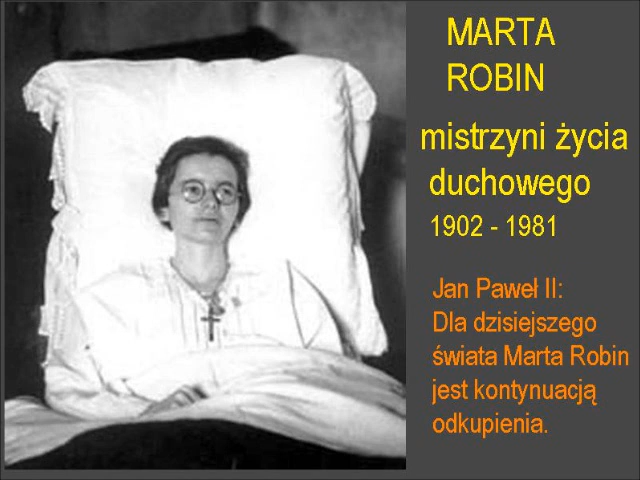 MARTA
ROBIN
mistrzyni życia
duchowego
1902 - 1981
Jan Paweł II:
Dla dzisiejszego
świata Marta Robin
jest kontynuacją
odkupienia.